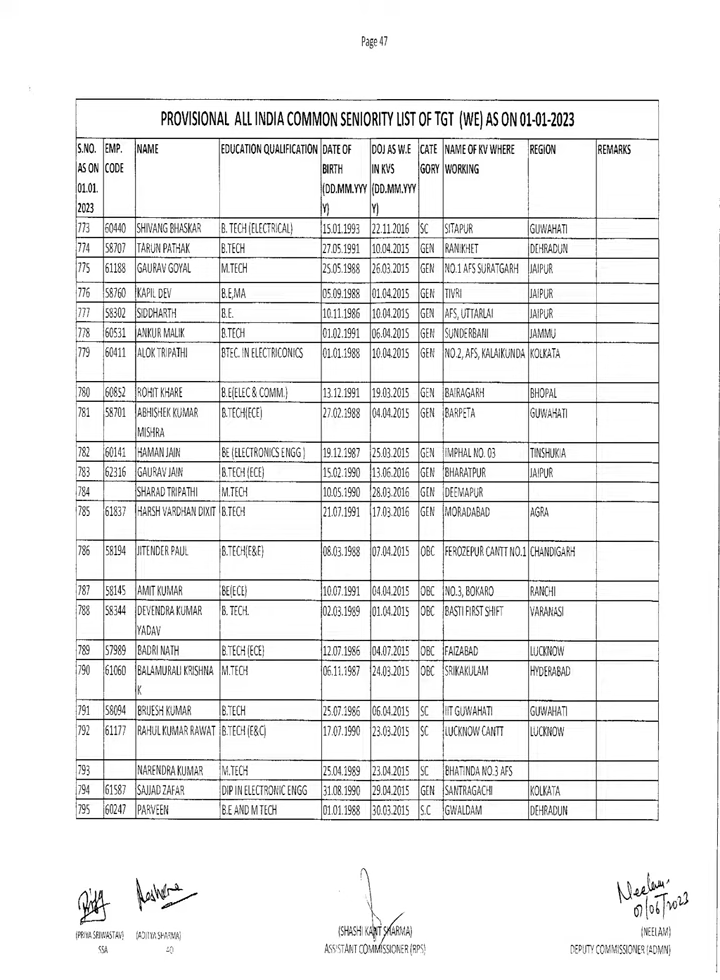 Page 47
PROVISIONAL ALL INDIA COMMON SENIORITY LIST OF TGT (WE) AS ON 01-01-2023
S.NO. AS ON 01.01.2023 EMP. CODE NAME EDUCATION QUALIFICATION DATE OF BIRTH (DD.MM.YYYY) DOJ AS W.E IN KVS (DD.MM.YYYY) CATEGORY NAME OF KV WHERE WORKING REGION REMARKS
773 60440 SHIVANG BHASKAR B. TECH (ELECTRICAL) 15.01.1993 22.11.2016 SC SITAPUR GUWAHATI
774 58707 TARUN PATHAK B.TECH 27.05.1991 10.04.2015 GEN RANIKHET DEHRADUN
775 61188 GAURAV GOYAL M.TECH 25.05.1988 26.03.2015 GEN NO.1 AFS SURATGARH JAIPUR
776 58760 KAPIL DEV B.E,MA 05.09.1988 01.04.2015 GEN TIVRI JAIPUR
777 58302 SIDDHARTH B.E. 10.11.1986 10.04.2015 GEN AFS, UTTARLAI JAIPUR
778 60531 ANKUR MALIK B.TECH 01.02.1991 06.04.2015 GEN SUNDERBANI JAMMU
779 60411 ALOK TRIPATHI BTEC. IN ELECTRICONICS 01.01.1988 10.04.2015 GEN NO.2, AFS, KALAIKUNDA KOLKATA
780 60852 ROHIT KHARE B.E(ELEC & COMM.) 13.12.1991 19.03.2015 GEN BAIRAGARH BHOPAL
781 58701 ABHISHEK KUMAR MISHRA B.TECH(ECE) 27.02.1988 04.04.2015 GEN BARPETA GUWAHATI
782 60141 HAMAN JAIN BE (ELECTRONICS ENGG ) 19.12.1987 25.03.2015 GEN IMPHAL NO. 03 TINSHUKIA
783 62316 GAURAV JAIN B.TECH (ECE) 15.02.1990 13.06.2016 GEN BHARATPUR JAIPUR
784 SHARAD TRIPATHI M.TECH 10.05.1990 28.03.2016 GEN DEEMAPUR
785 61837 HARSH VARDHAN DIXIT B.TECH 21.07.1991 17.03.2016 GEN MORADABAD AGRA
786 58194 JITENDER PAUL B.TECH(E&E) 08.03.1988 07.04.2015 OBC FEROZEPUR CANTT NO.1 CHANDIGARH
787 58145 AMIT KUMAR BE(ECE) 10.07.1991 04.04.2015 OBC NO.3, BOKARO RANCHI
788 58344 DEVENDRA KUMAR YADAV B. TECH. 02.03.1989 01.04.2015 OBC BASTI FIRST SHIFT VARANASI
789 57989 BADRI NATH B.TECH (ECE) 12.07.1986 04.07.2015 OBC FAIZABAD LUCKNOW
790 61060 BALAMURALI KRISHNA K M.TECH 06.11.1987 24.03.2015 OBC SRIKAKULAM HYDERABAD
791 58094 BRIJESH KUMAR B.TECH 25.07.1986 06.04.2015 SC IIT GUWAHATI GUWAHATI
792 61177 RAHUL KUMAR RAWAT B.TECH (E&C) 17.07.1990 23.03.2015 SC LUCKNOW CANTT LUCKNOW
793 NARENDRA KUMAR M.TECH 25.04.1989 23.04.2015 SC BHATINDA NO.3 AFS
794 61587 SAJJAD ZAFAR DIP IN ELECTRONIC ENGG 31.08.1990 29.04.2015 GEN SANTRAGACHI KOLKATA
795 60247 PARVEEN B.E AND M TECH 01.01.1988 30.03.2015 S.C GWALDAM DEHRADUN
Neelam
07/06/2023
(PRIYA SRIWASTAV) (ADITYA SHARMA) (SHASHI KANT SHARMA) (NEELAM)
SSA AO ASSISTANT COMMISSIONER (RPS) DEPUTY COMMISSIONER (ADMN)